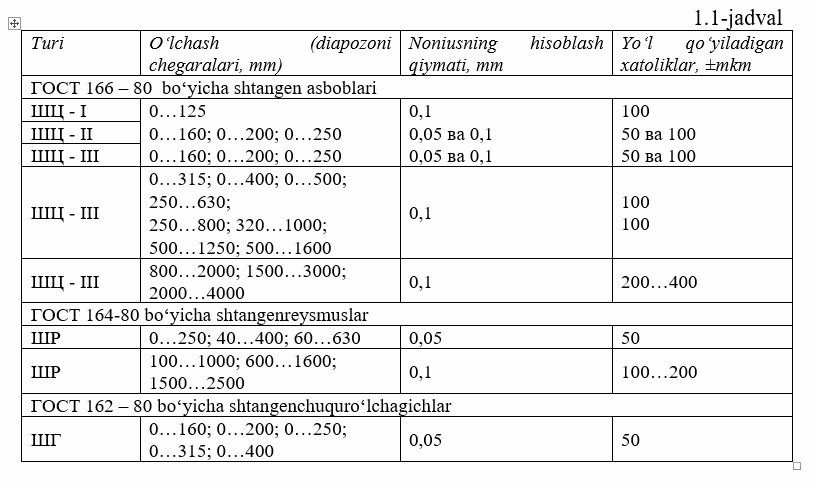 1.1-jadval
Turi O‘lchash (diapozoni chegaralari, mm) Noniusning hisoblash qiymati, mm Yo‘l qo‘yiladigan xatoliklar, ±mkm
ГОСТ 166 – 80 bo‘yicha shtangen asboblari
ШЦ - I 0…125 0,1 100
ШЦ - II 0…160; 0…200; 0…250 0,05 ва 0,1 50 ва 100
ШЦ - III 0…160; 0…200; 0…250 0,05 ва 0,1 50 ва 100
0…315; 0…400; 0…500;
250…630;
250…800; 320…1000;
500…1250; 500…1600
ШЦ - III 0,1
100
100
800…2000; 1500…3000;
2000…4000
ШЦ - III 0,1 200…400
ГОСТ 164-80 bo‘yicha shtangenreysmuslar
ШР 0…250; 40…400; 60…630 0,05 50
100…1000; 600…1600;
1500…2500
ШР 0,1 100…200
ГОСТ 162 – 80 bo‘yicha shtangenchuquro‘lchagichlar
0…160; 0…200; 0…250;
0…315; 0…400
ШГ 0,05 50